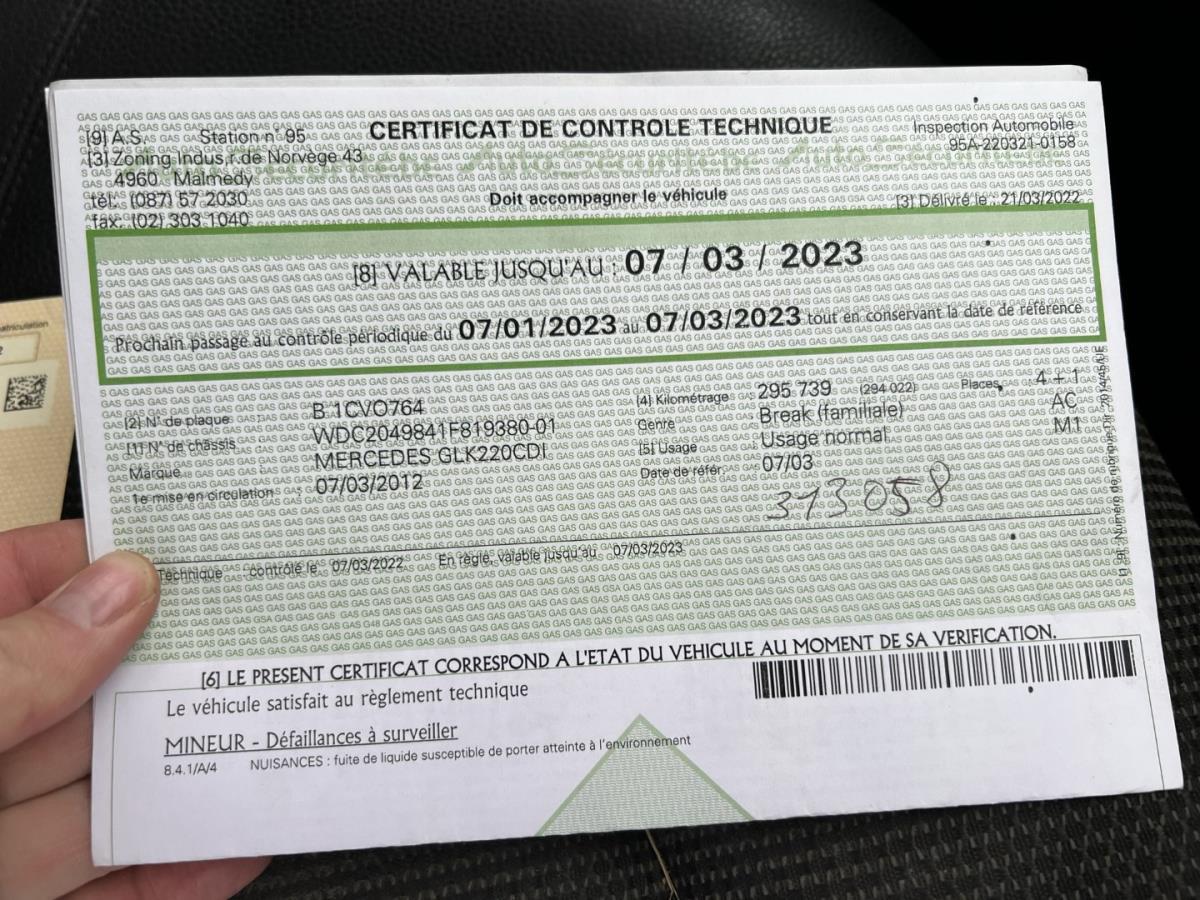 [9] A.S. Station n° 95
[3] Zoning Indus,r.de Norvège 43
4960 Malmedy
tél. (087) 57 2030
fax: (02) 303 1040
CERTIFICAT DE CONTROLE TECHNIQUE
Doit accompagner le véhicule
Inspection Automobile
95A-220321-0158
[3] Délivré le : 21/03/2022
[8] VALABLE JUSQU'AU : 07 / 03 / 2023
Prochain passage au contrôle périodique du 07/01/2023 au 07/03/2023 tout en conservant la date de référence
[2] N° de plaque : B 1CVO764
[1] N° de châssis : WDC2049841F819380-01
Marque : MERCEDES GLK220CDI
1e mise en circulation : 07/03/2012
[4] Kilométrage : 295 739 (294 022) Places : 4 + 1
Genre : Break (familiale) AC
[5] Usage : Usage normal M1
Date de référ. : 07/03
313058
Technique contrôlé le 07/03/2022 En règle, valable jusqu'au 07/03/2023
[6] LE PRESENT CERTIFICAT CORRESPOND A L'ETAT DU VEHICULE AU MOMENT DE SA VERIFICATION.
Le véhicule satisfait au règlement technique
MINEUR - Défaillances à surveiller
8.4.1/A/4 NUISANCES : fuite de liquide susceptible de porter atteinte à l'environnement